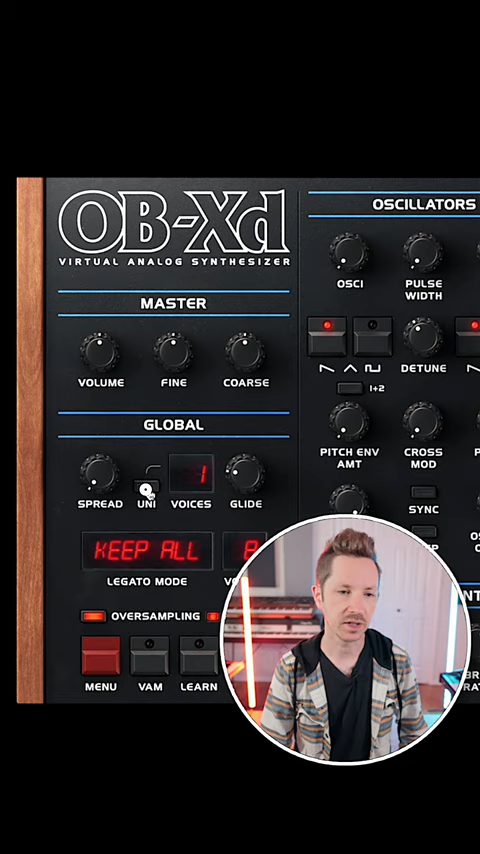 OB-Xd
VIRTUAL ANALOG SYNTHESIZER
OSCILLATORS
MASTER
VOLUME FINE COARSE
OSC1 PULSE WIDTH
DETUNE
1+2
GLOBAL
1
SPREAD UNI VOICES GLIDE
PITCH ENV AMT
CROSS MOD
SYNC
KEEP ALL
LEGATO MODE
OVERSAMPLING
MENU VAM LEARN